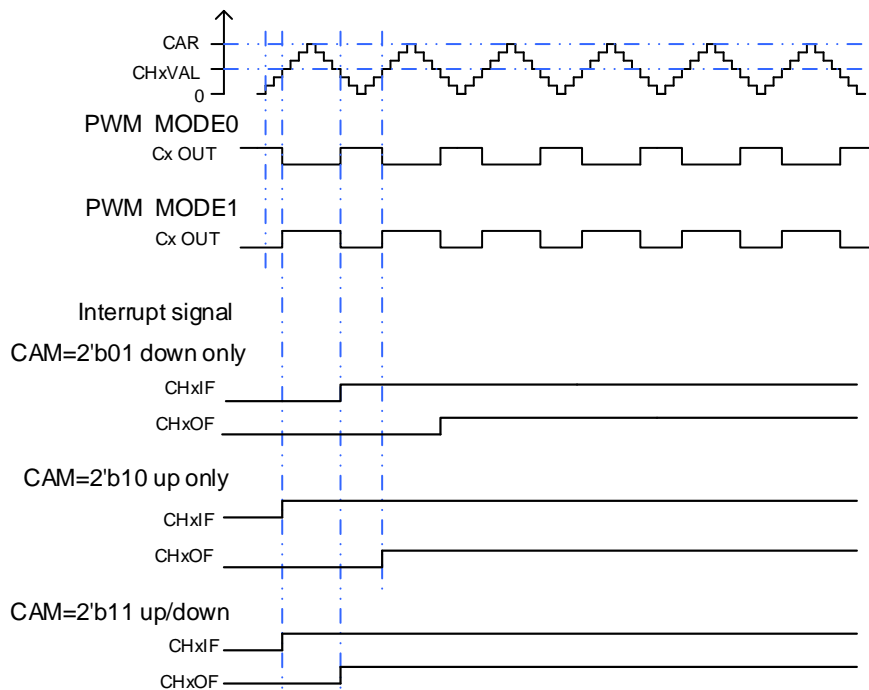 CAR
CHxVAL
0
PWM MODE0
Cx OUT
PWM MODE1
Cx OUT
Interrupt signal
CAM=2'b01 down only
CHxIF
CHxOF
CAM=2'b10 up only
CHxIF
CHxOF
CAM=2'b11 up/down
CHxIF
CHxOF